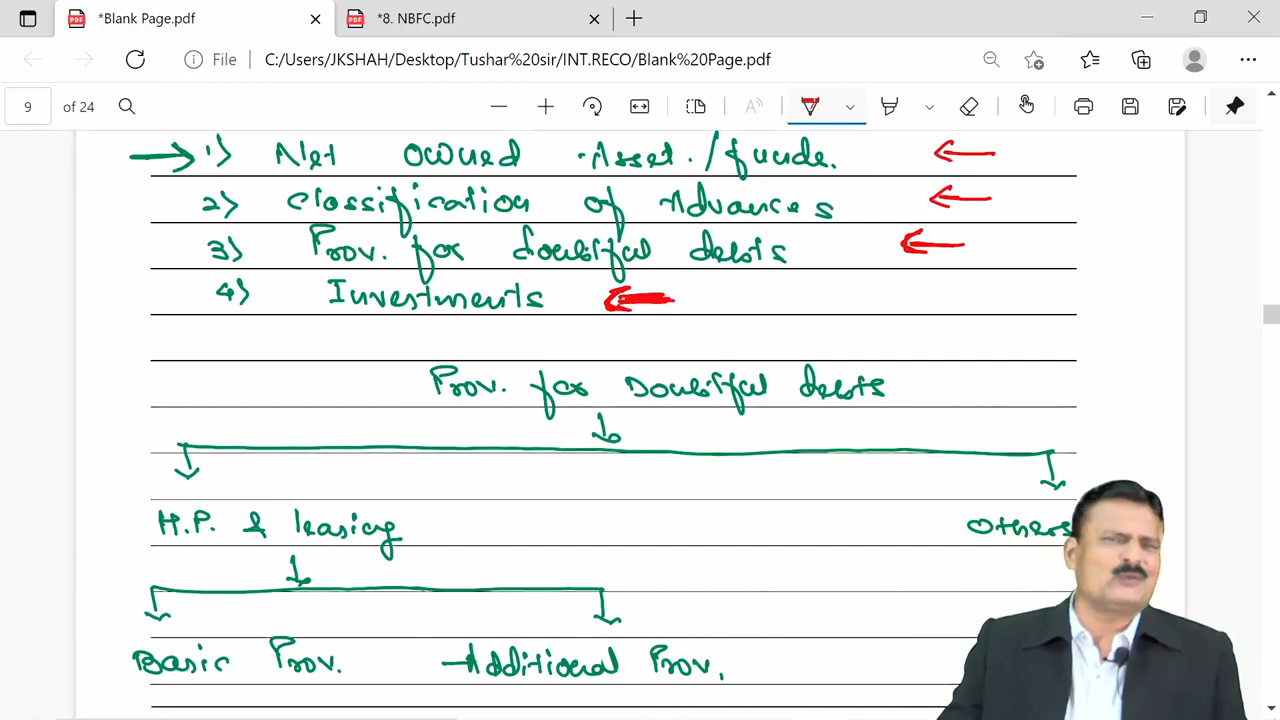 *Blank Page.pdf
*8. NBFC.pdf
File C:/Users/JKSHAH/Desktop/Tushar%20sir/INT.RECO/Blank%20Page.pdf
9 of 24
1) Net owned Asset./funds.
2) classification of Advances
3) Prov. for doubtful debts
4) Investments
Prov. for Doubtful debts
H.P. & leasing
Others
Basic Prov.
Additional Prov.